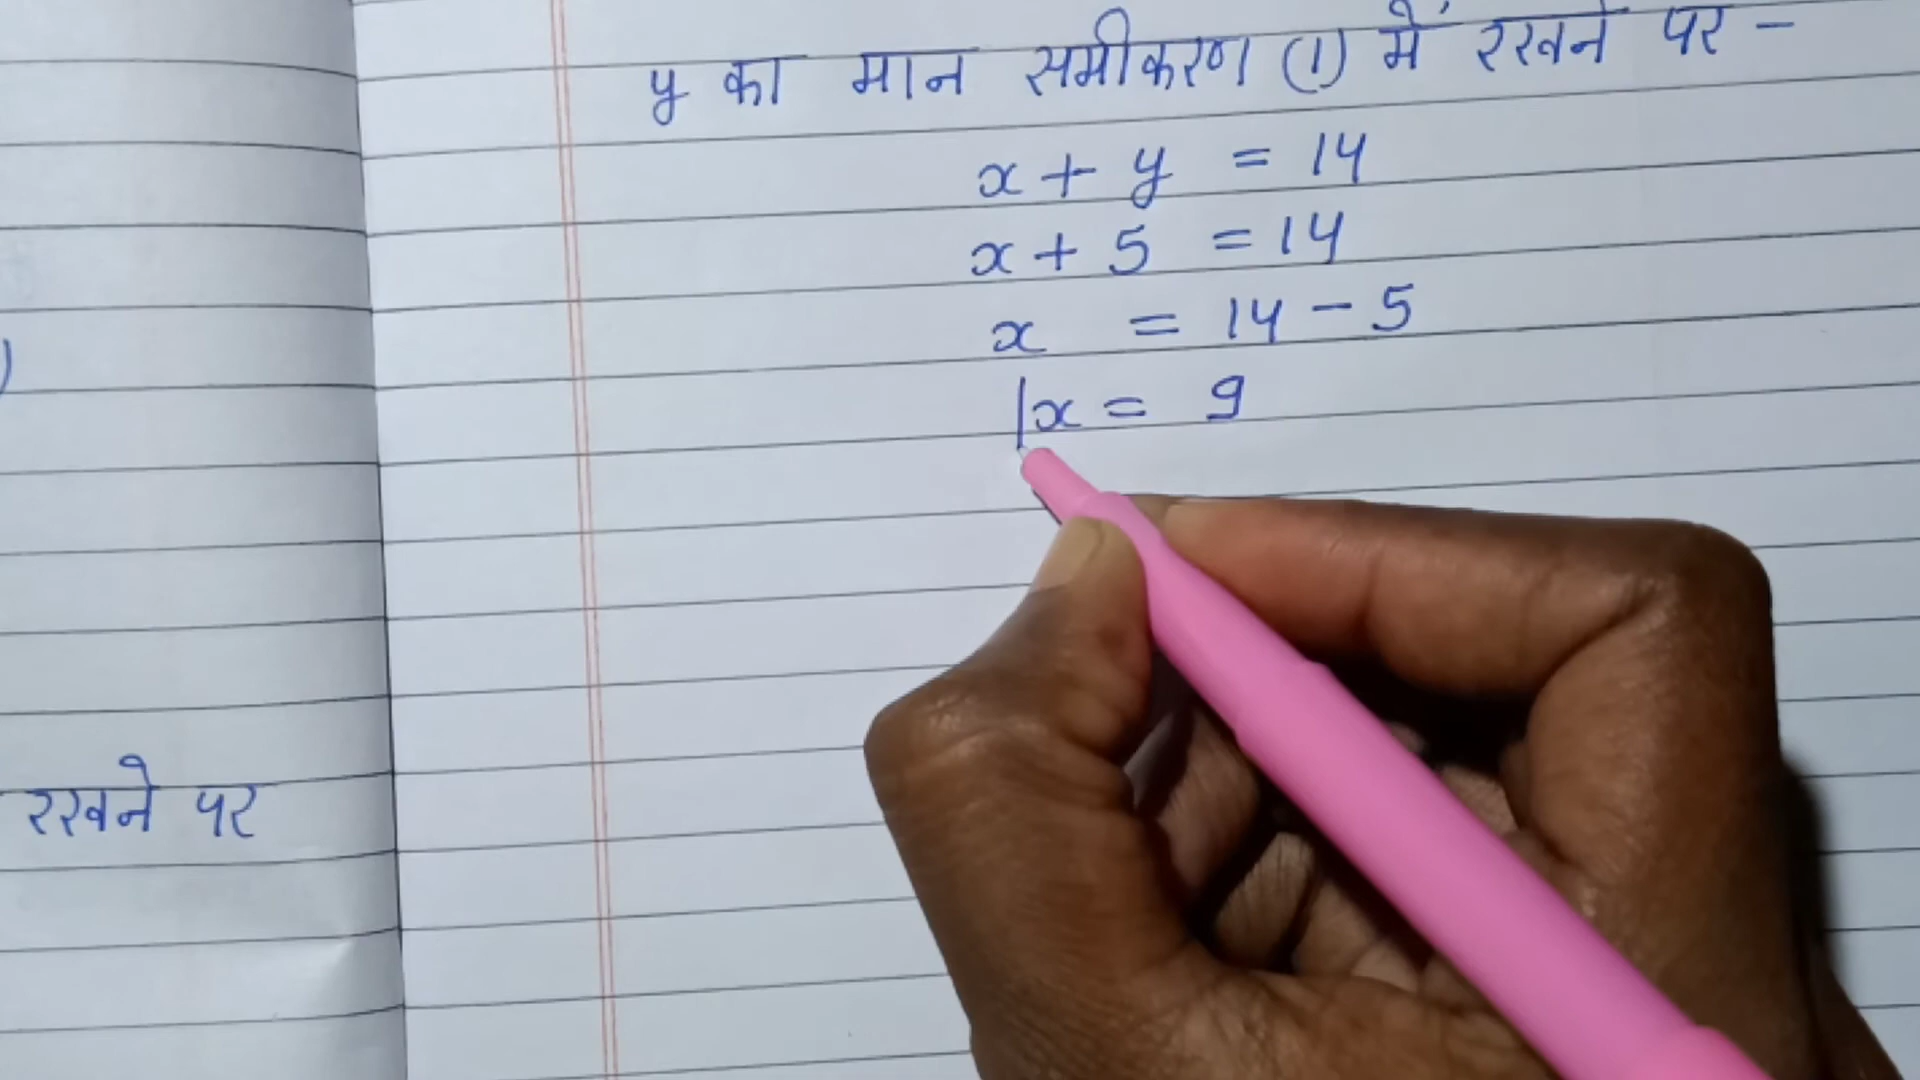 )
रखने पर
y का मान समीकरण (1) में रखने पर -
x + y = 14
x + 5 = 14
x = 14 - 5
x = 9